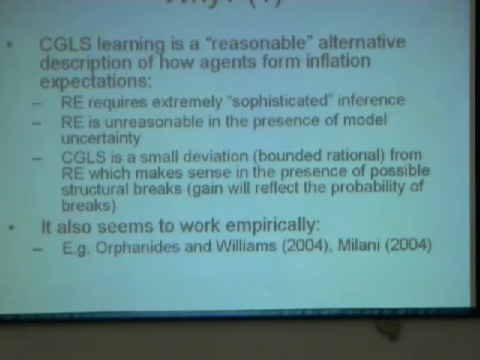 • CGLS learning is a “reasonable” alternative
description of how agents form inflation
expectations:
– RE requires extremely “sophisticated” inference
– RE is unreasonable in the presence of model
uncertainty
– CGLS is a small deviation (bounded rational) from
RE which makes sense in the presence of possible
structural breaks (gain will reflect the probability of
breaks)
• It also seems to work empirically:
– E.g. Orphanides and Williams (2004), Milani (2004)